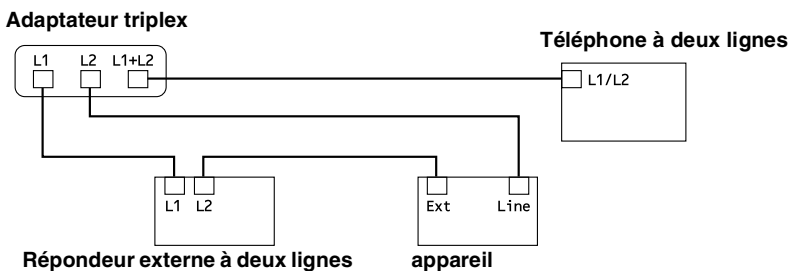 Adaptateur triplex
Téléphone à deux lignes
L1 L2 L1+L2
L1/L2
L1 L2
Ext Line
Répondeur externe à deux lignes
appareil